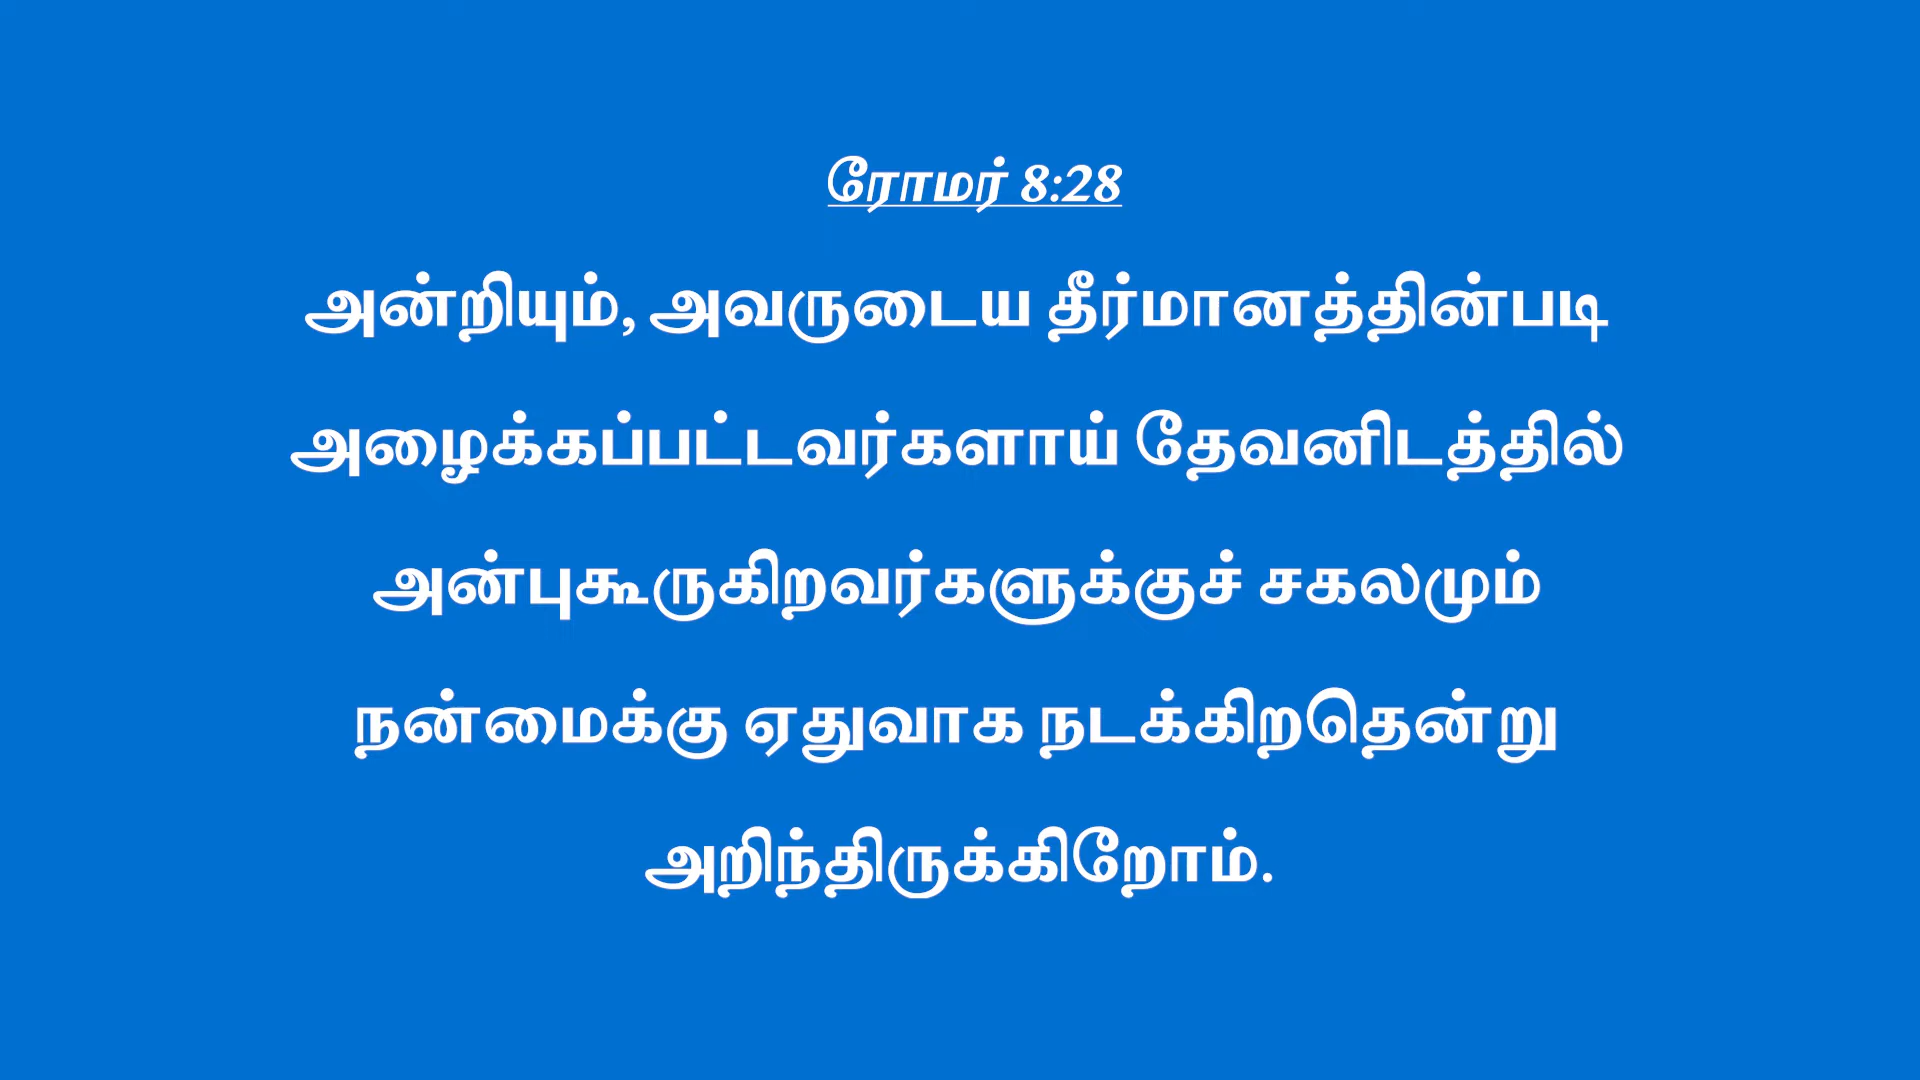 ரோமர் 8:28
அன்றியும், அவருடைய தீர்மானத்தின்படி
அழைக்கப்பட்டவர்களாய் தேவனிடத்தில்
அன்புகூருகிறவர்களுக்குச் சகலமும்
நன்மைக்கு ஏதுவாக நடக்கிறதென்று
அறிந்திருக்கிறோம்.